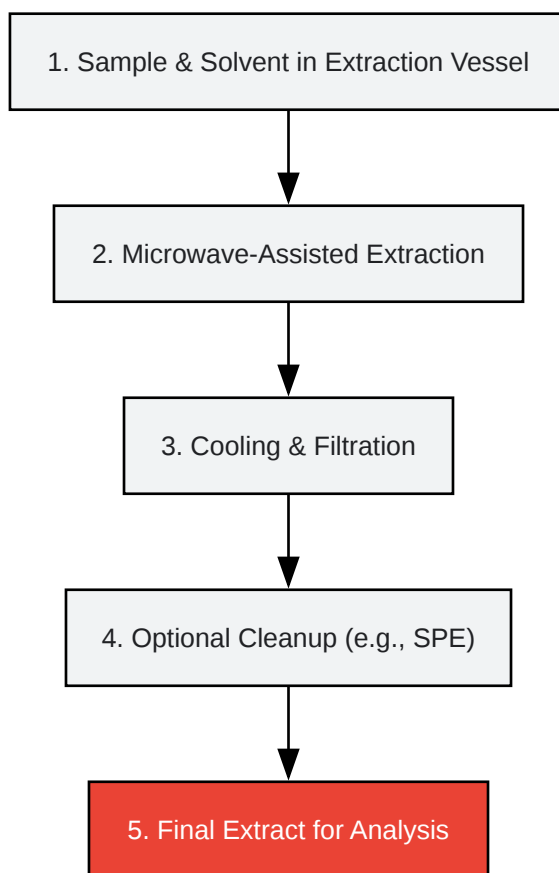 1. Sample & Solvent in Extraction Vessel
2. Microwave-Assisted Extraction
3. Cooling & Filtration
4. Optional Cleanup (e.g., SPE)
5. Final Extract for Analysis